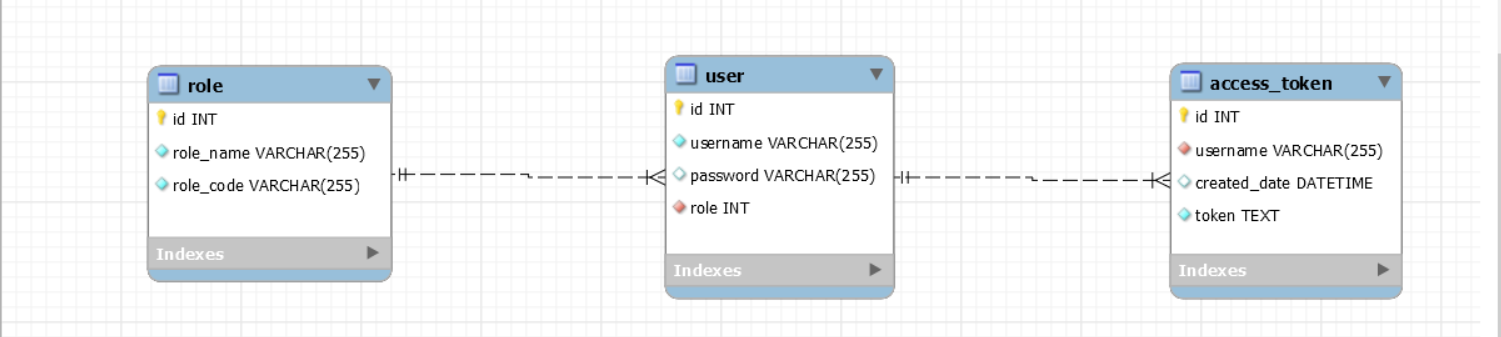 role
id INT
role_name VARCHAR(255)
role_code VARCHAR(255)
Indexes
user
id INT
username VARCHAR(255)
password VARCHAR(255)
role INT
Indexes
access_token
id INT
username VARCHAR(255)
created_date DATETIME
token TEXT
Indexes